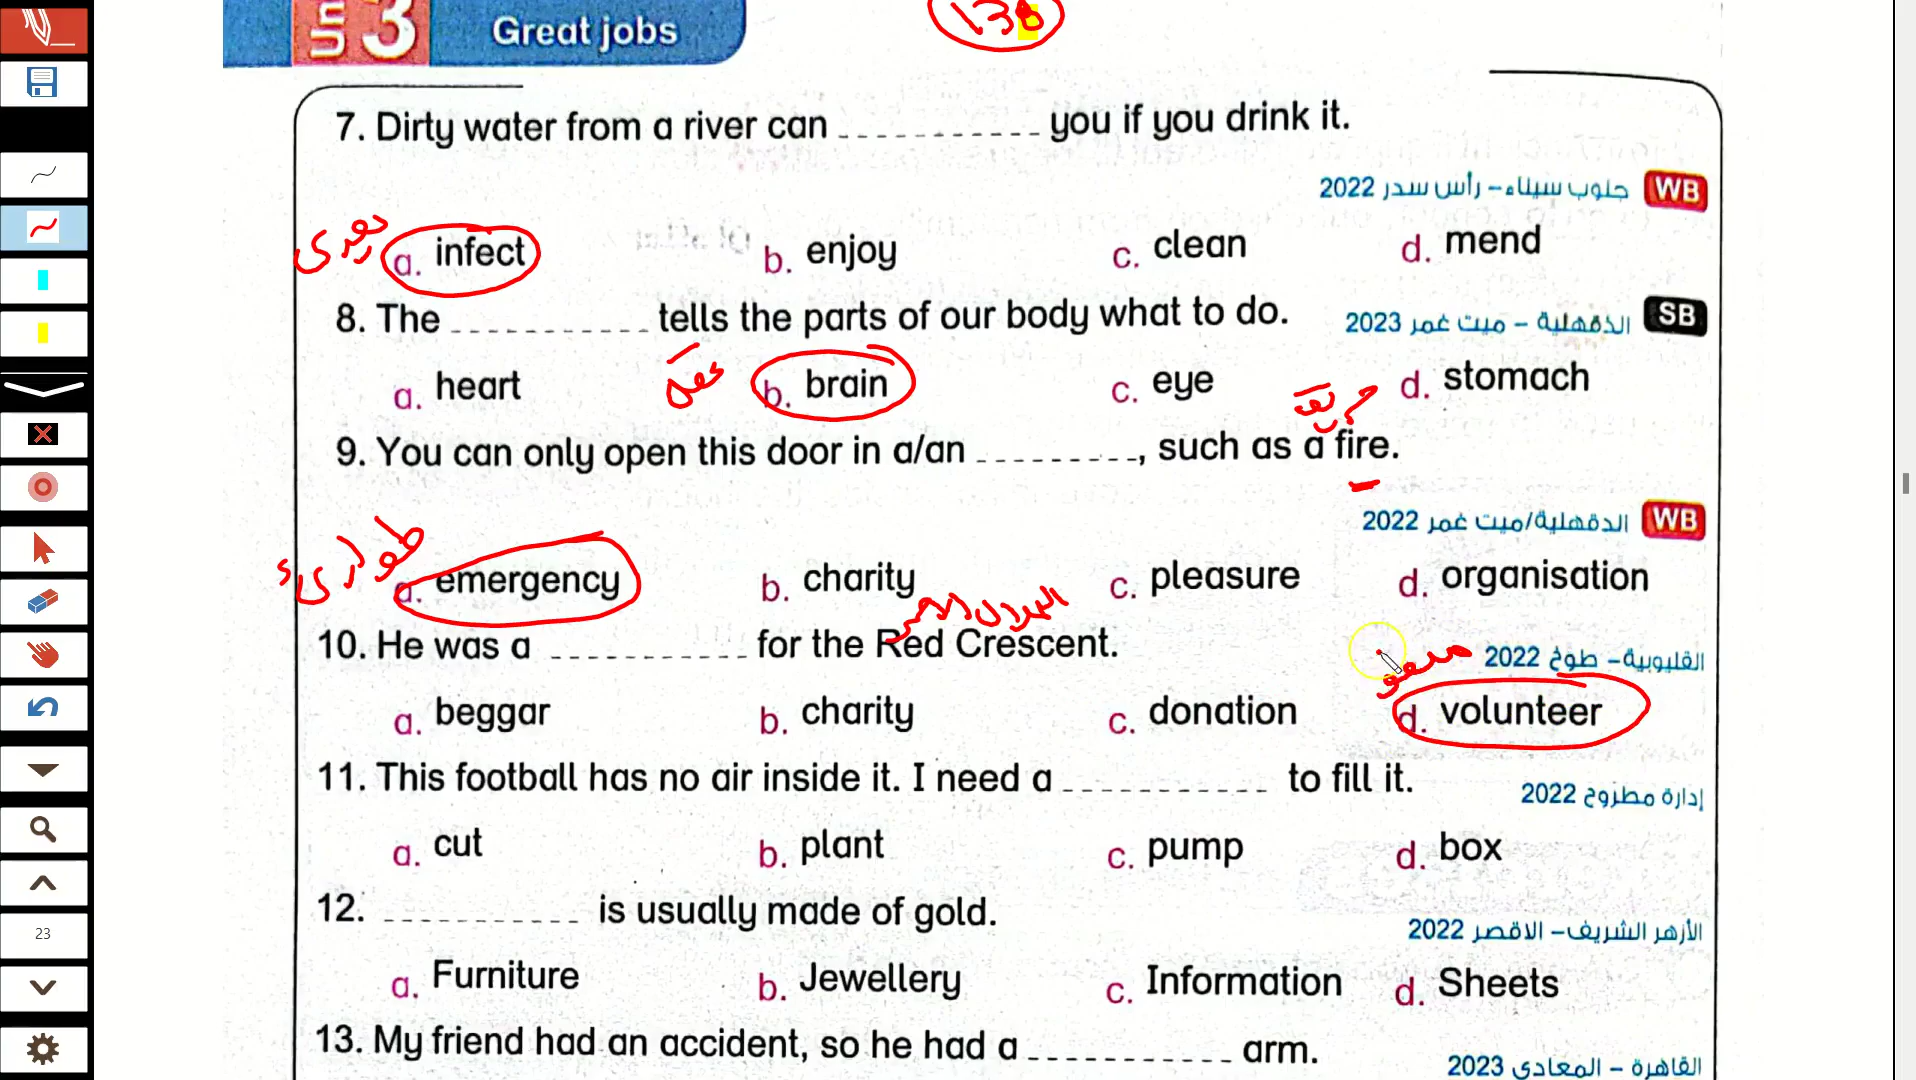 Un 3 Great jobs 138
7. Dirty water from a river can ___________ you if you drink it.
جنوب سيناء – رأس سدر 2022 WB
يعدى a. infect b. enjoy c. clean d. mend
8. The ___________ tells the parts of our body what to do.
الدقهلية – ميت غمر 2023 SB
a. heart b. brain c. eye d. stomach
9. You can only open this door in a/an _________, such as a fire.
الدقهلية/ميت غمر 2022 WB
طوارىء a. emergency b. charity c. pleasure d. organisation
الهلال الأحمر
10. He was a ___________ for the Red Crescent.
القليوبية – طوخ 2022
a. beggar b. charity c. donation d. volunteer
11. This football has no air inside it. I need a ___________ to fill it.
إدارة مطروح 2022
a. cut b. plant c. pump d. box
12. ___________ is usually made of gold.
الأزهر الشريف – الاقصر 2022
a. Furniture b. Jewellery c. Information d. Sheets
13. My friend had an accident, so he had a ___________ arm.
القاهرة – المعادى 2023
23